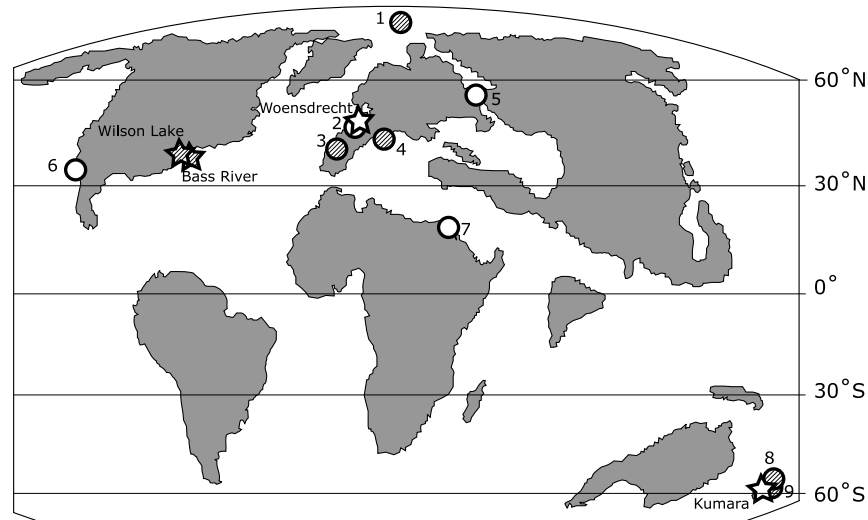 1
60˚N
Woensdrecht
5
2
Wilson Lake
3
4
6
Bass River
30˚N
7
0˚
30˚S
8
9
60˚S
Kumara